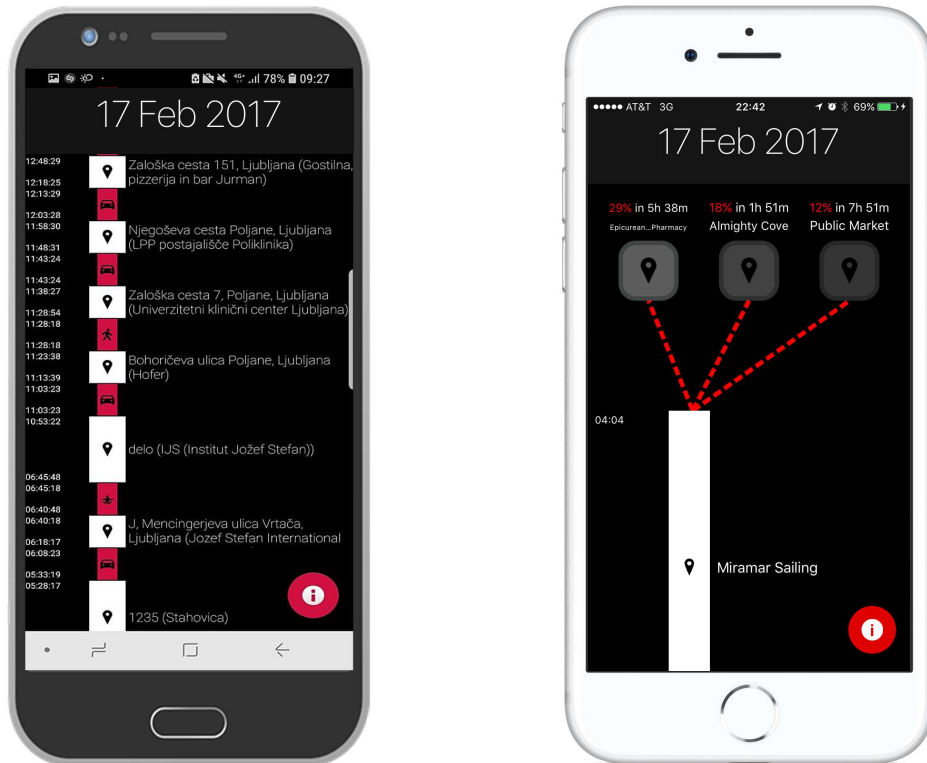 4G+ 78% 09:27
17 Feb 2017
12:48:29
Zaloška cesta 151, Ljubljana (Gostilna,
pizzerija in bar Jurman)
12:18:25
12:13:29
12:03:28
11:58:30
Njegoševa cesta Poljane, Ljubljana
(LPP postajališče Poliklinika)
11:48:31
11:43:24
11:43:24
11:38:27
Zaloška cesta 7, Poljane, Ljubljana
(Univerzitetni klinični center Ljubljana)
11:28:54
11:28:18
11:28:18
11:23:38
Bohoričeva ulica Poljane, Ljubljana
(Hofer)
11:13:39
11:03:23
11:03:23
10:53:22
delo (IJS (Institut Jožef Stefan))
06:45:48
06:45:18
06:40:48
06:40:18
J, Mencingerjeva ulica Vrtača,
Ljubljana (Jozef Stefan International
06:18:17
06:08:23
05:33:19
05:28:17
1235 (Stahovica)
i
AT&T 3G 22:42 69%
17 Feb 2017
29% in 5h 38m
Epicurean...Pharmacy
18% in 1h 51m
Almighty Cove
12% in 7h 51m
Public Market
04:04
Miramar Sailing
i